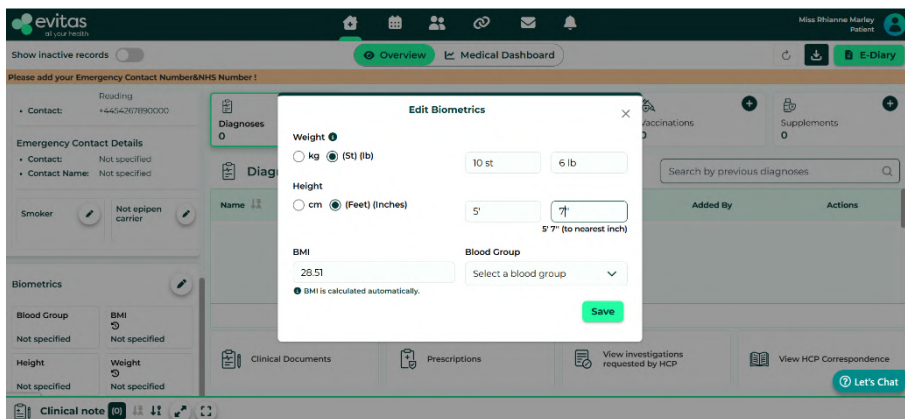 evitas
all your health
Miss Rhianne Marley
Patient
Show inactive records
Overview
Medical Dashboard
E-Diary
Please add your Emergency Contact Number&NHS Number !
Reading
• Contact: +4454267890000
Emergency Contact Details
• Contact: Not specified
• Contact Name: Not specified
Smoker
Not epipen
carrier
Biometrics
Blood Group
Not specified
BMI
Not specified
Height
Not specified
Weight
Not specified
Diagnoses
0
Vaccinations
Supplements
0
Diag
Search by previous diagnoses
Name
Added By
Actions
Edit Biometrics
Weight
kg
(St) (lb)
10 st
6 lb
Height
cm
(Feet) (Inches)
5'
7"
5' 7" (to nearest inch)
BMI
28.51
BMI is calculated automatically.
Blood Group
Select a blood group
Save
Clinical Documents
Prescriptions
View investigations
requested by HCP
View HCP Correspondence
Let's Chat
Clinical note (0)